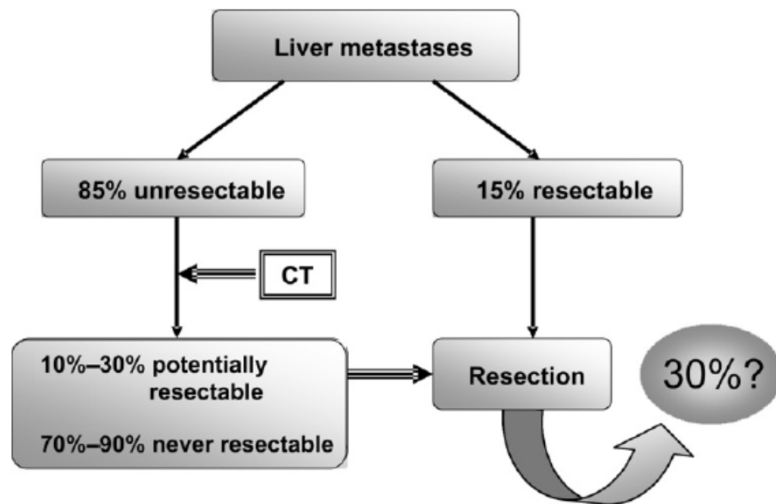 Liver metastases
85% unresectable
15% resectable
CT
10%–30% potentially
resectable
70%–90% never resectable
Resection
30%?